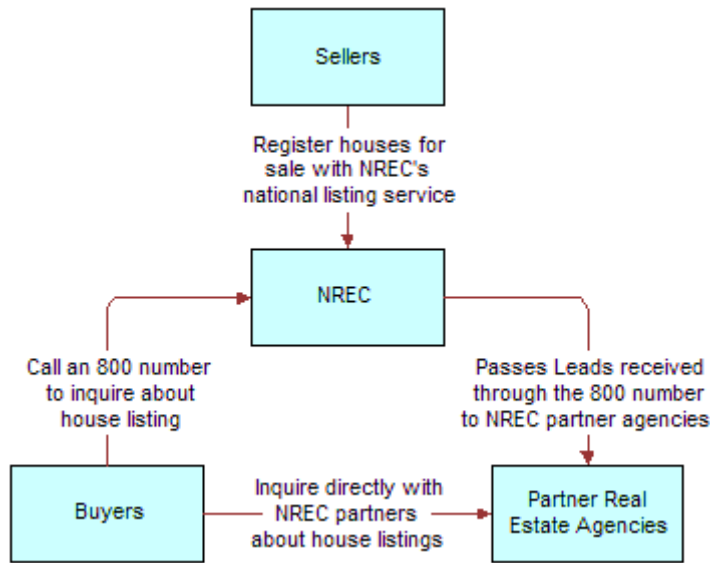 Sellers
Register houses for
sale with NREC's
national listing service
NREC
Call an 800 number
to inquire about
house listing
Passes Leads received
through the 800 number
to NREC partner agencies
Buyers
Inquire directly with
NREC partners
about house listings
Partner Real
Estate Agencies